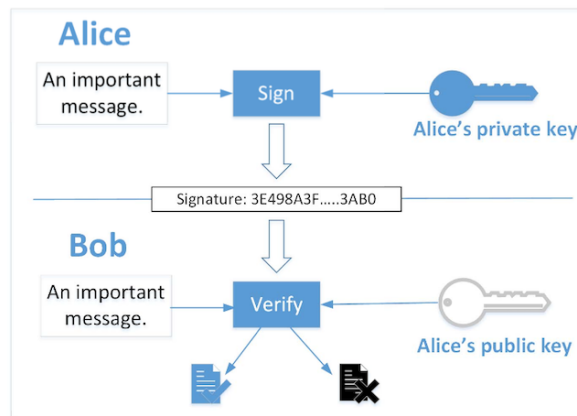 Alice
An important
message.
Sign
Alice's private key
Signature: 3E498A3F.....3AB0
Bob
An important
message.
Verify
Alice's public key